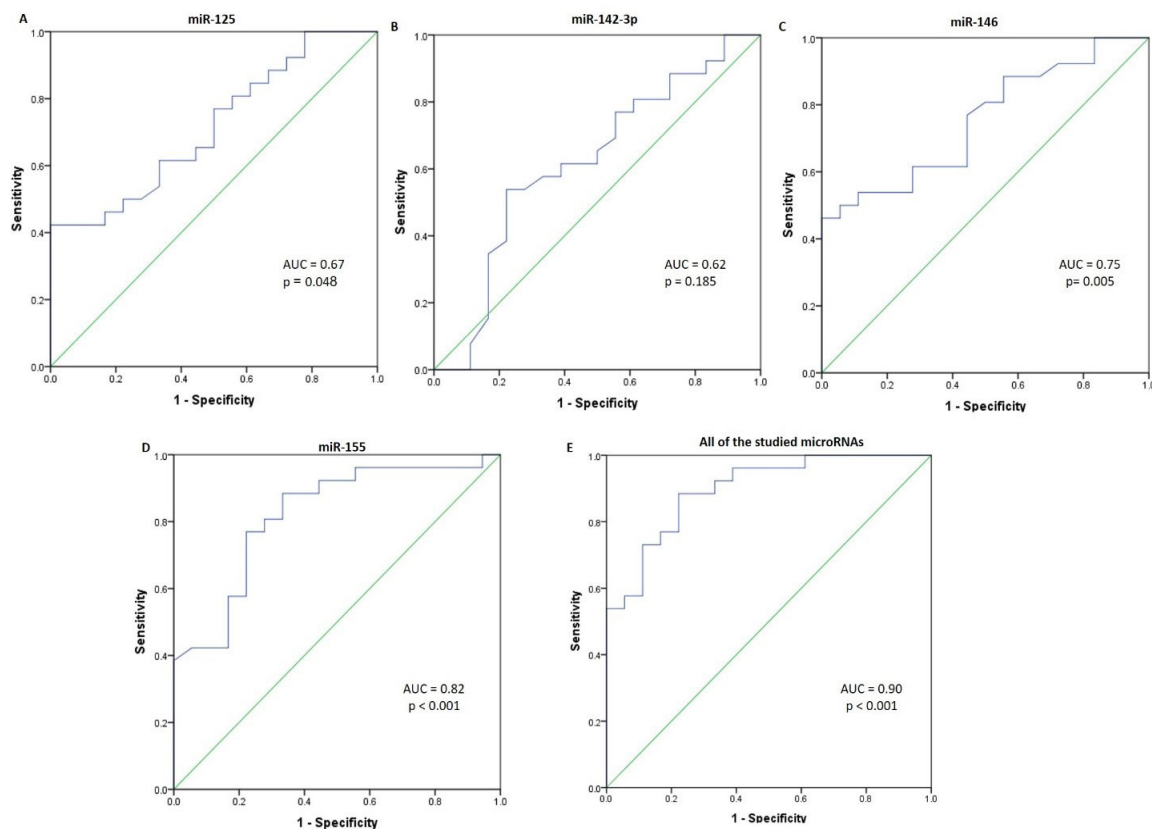 A
miR-125
1.0
0.8
0.6
0.4
0.2
0.0
Sensitivity
AUC = 0.67
p = 0.048
0.0 0.2 0.4 0.6 0.8 1.0
1 - Specificity
B
miR-142-3p
1.0
0.8
0.6
0.4
0.2
0.0
Sensitivity
AUC = 0.62
p = 0.185
0.0 0.2 0.4 0.6 0.8 1.0
1 - Specificity
C
miR-146
1.0
0.8
0.6
0.4
0.2
0.0
Sensitivity
AUC = 0.75
p= 0.005
0.0 0.2 0.4 0.6 0.8 1.0
1 - Specificity
D
miR-155
1.0
0.8
0.6
0.4
0.2
0.0
Sensitivity
AUC = 0.82
p < 0.001
0.0 0.2 0.4 0.6 0.8 1.0
1 - Specificity
E
All of the studied microRNAs
1.0
0.8
0.6
0.4
0.2
0.0
Sensitivity
AUC = 0.90
p < 0.001
0.0 0.2 0.4 0.6 0.8 1.0
1 - Specificity